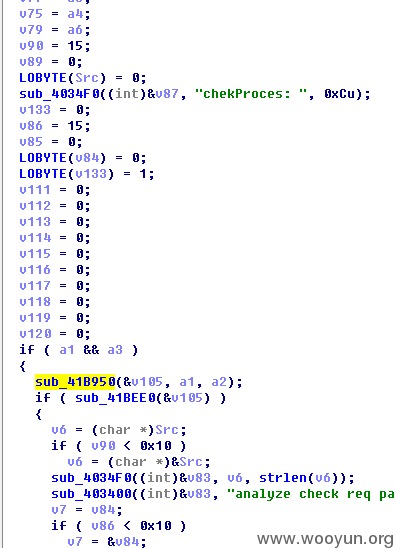 v75 = a4;
v79 = a6;
v90 = 15;
v89 = 0;
LOBYTE(Src) = 0;
sub_4034F0((int)&v87, "chekProces: ", 0xCu);
v133 = 0;
v86 = 15;
v85 = 0;
LOBYTE(v84) = 0;
LOBYTE(v133) = 1;
v111 = 0;
v112 = 0;
v113 = 0;
v114 = 0;
v115 = 0;
v116 = 0;
v117 = 0;
v118 = 0;
v119 = 0;
v120 = 0;
if ( a1 && a3 )
{
sub_41B950(&v105, a1, a2);
if ( sub_41BEE0(&v105) )
{
v6 = (char *)Src;
if ( v90 < 0x10 )
v6 = (char *)&Src;
sub_4034F0((int)&v83, v6, strlen(v6));
sub_403400((int)&v83, "analyze check req pa
v7 = v84;
if ( v86 < 0x10 )
v7 = &v84;
www.wooyun.org